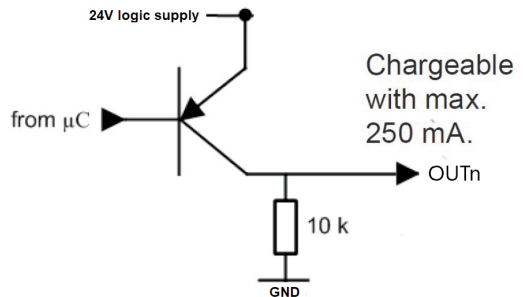 24V logic supply
Chargeable
with max.
250 mA.
from µC
OUTn
10 k
GND